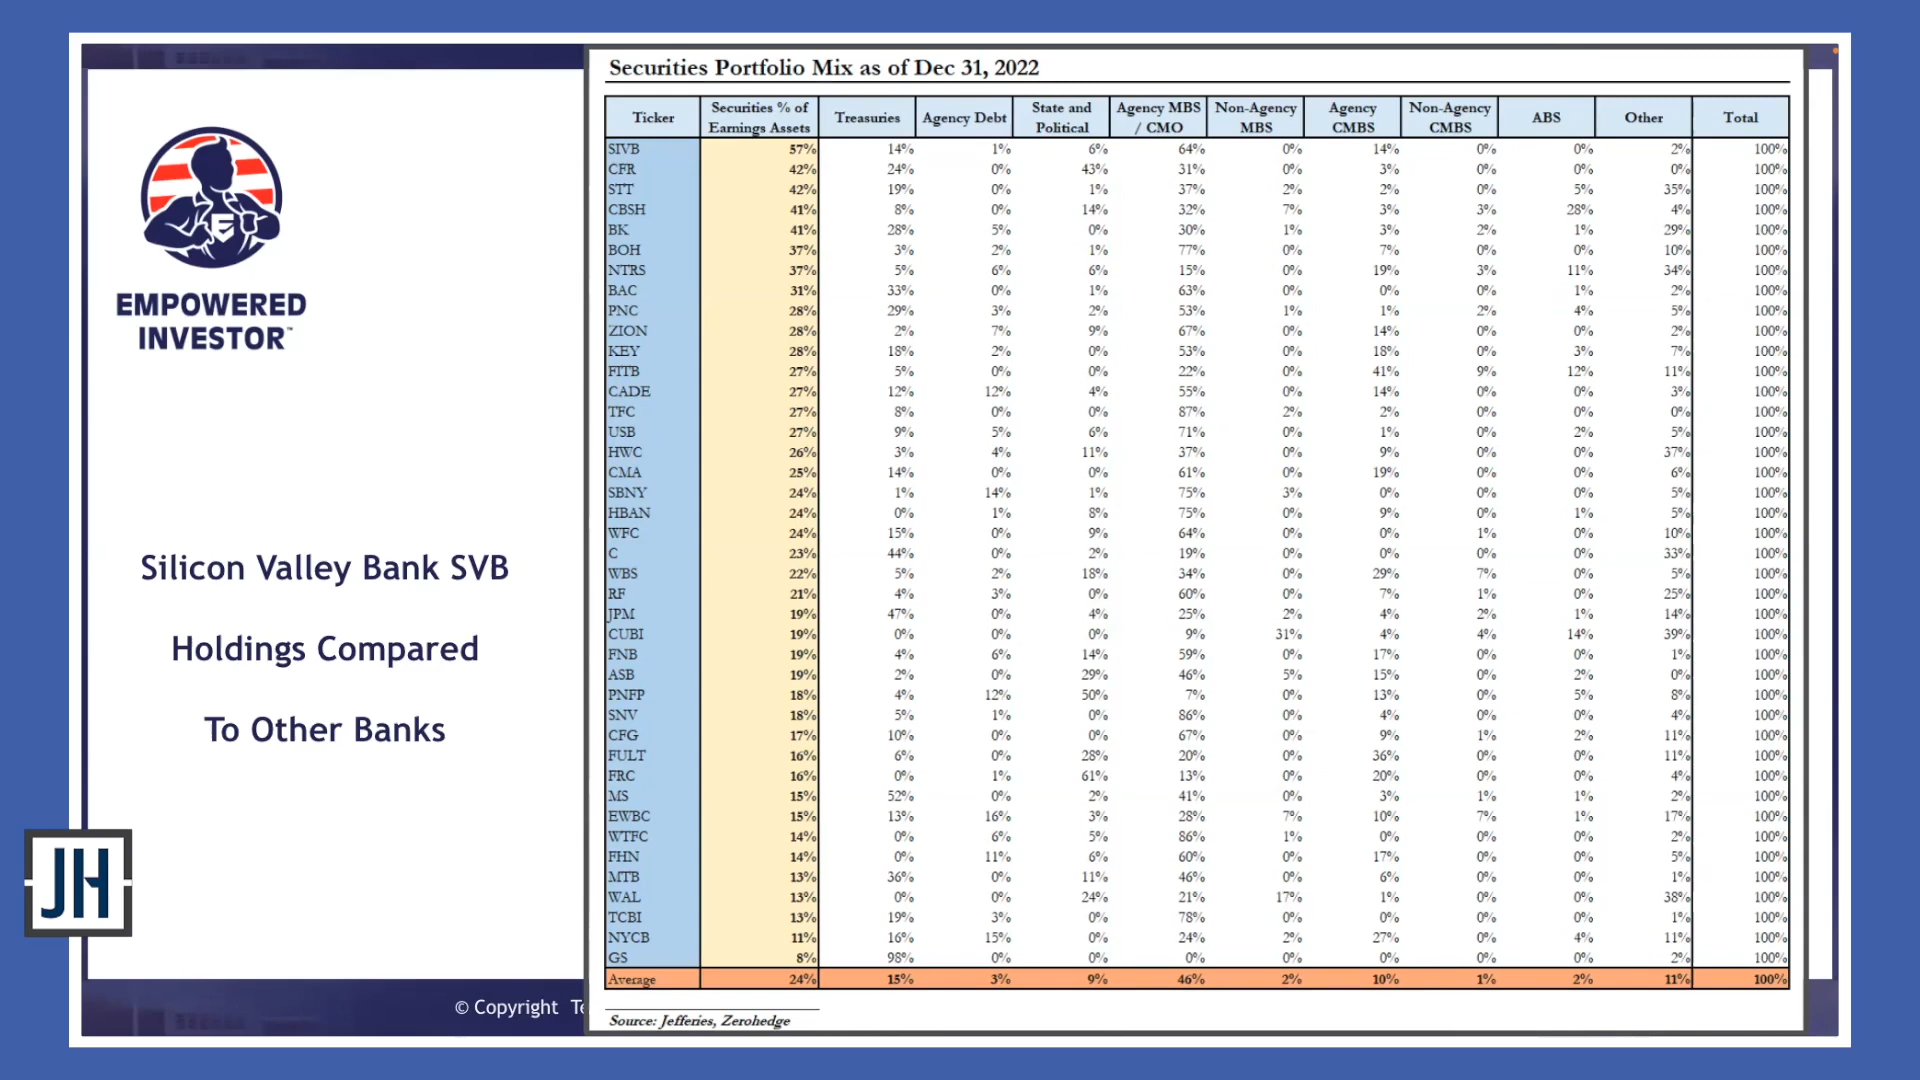 EMPOWERED
INVESTOR™
Silicon Valley Bank SVB
Holdings Compared
To Other Banks
JH
© Copyright
Securities Portfolio Mix as of Dec 31, 2022
Ticker Securities % of Earnings Assets Treasuries Agency Debt State and Political Agency MBS / CMO Non-Agency MBS Agency CMBS Non-Agency CMBS ABS Other Total
SIVB 57% 14% 1% 6% 64% 0% 14% 0% 0% 2% 100%
CFR 42% 24% 0% 43% 31% 0% 3% 0% 0% 0% 100%
STT 42% 19% 0% 1% 37% 2% 2% 0% 5% 35% 100%
CBSH 41% 8% 0% 14% 32% 7% 3% 3% 28% 4% 100%
BK 41% 28% 5% 0% 30% 1% 3% 2% 1% 29% 100%
BOH 37% 3% 2% 1% 77% 0% 7% 0% 0% 10% 100%
NTRS 37% 5% 6% 6% 15% 0% 19% 3% 11% 34% 100%
BAC 31% 33% 0% 1% 63% 0% 0% 0% 1% 2% 100%
PNC 28% 29% 3% 2% 53% 1% 1% 2% 4% 5% 100%
ZION 28% 2% 7% 9% 67% 0% 14% 0% 0% 2% 100%
KEY 28% 18% 2% 0% 53% 0% 18% 0% 3% 7% 100%
FITB 27% 5% 0% 0% 22% 0% 41% 9% 12% 11% 100%
CADE 27% 12% 12% 4% 55% 0% 14% 0% 0% 3% 100%
TFC 27% 8% 0% 0% 87% 2% 2% 0% 0% 0% 100%
USB 27% 9% 5% 6% 71% 0% 1% 0% 2% 5% 100%
HWC 26% 3% 4% 11% 37% 0% 9% 0% 0% 37% 100%
CMA 25% 14% 0% 0% 61% 0% 19% 0% 0% 6% 100%
SBNY 24% 1% 14% 1% 75% 3% 0% 0% 0% 5% 100%
HBAN 24% 0% 1% 8% 75% 0% 9% 0% 1% 5% 100%
WFC 24% 15% 0% 9% 64% 0% 0% 1% 0% 10% 100%
C 23% 44% 0% 2% 19% 0% 0% 0% 0% 33% 100%
WBS 22% 5% 2% 18% 34% 0% 29% 7% 0% 5% 100%
RF 21% 4% 3% 0% 60% 0% 7% 1% 0% 25% 100%
JPM 19% 47% 0% 4% 25% 2% 4% 2% 1% 14% 100%
CUBI 19% 0% 0% 0% 9% 31% 4% 4% 14% 39% 100%
FNB 19% 4% 6% 14% 59% 0% 17% 0% 0% 1% 100%
ASB 19% 2% 0% 29% 46% 5% 15% 0% 2% 0% 100%
PNFP 18% 4% 12% 50% 7% 0% 13% 0% 5% 8% 100%
SNV 18% 5% 1% 0% 86% 0% 4% 0% 0% 4% 100%
CFG 17% 10% 0% 0% 67% 0% 9% 1% 2% 11% 100%
FULT 16% 6% 0% 28% 20% 0% 36% 0% 0% 11% 100%
FRC 16% 0% 1% 61% 13% 0% 20% 0% 0% 4% 100%
MS 15% 52% 0% 2% 41% 0% 3% 1% 1% 2% 100%
EWBC 15% 13% 16% 3% 28% 7% 10% 7% 1% 17% 100%
WTFC 14% 0% 6% 5% 86% 1% 0% 0% 0% 2% 100%
FHN 14% 0% 11% 6% 60% 0% 17% 0% 0% 5% 100%
MTB 13% 36% 0% 11% 46% 0% 6% 0% 0% 1% 100%
WAL 13% 0% 0% 24% 21% 17% 1% 0% 0% 38% 100%
TCBI 13% 19% 3% 0% 78% 0% 0% 0% 0% 1% 100%
NYCB 11% 16% 15% 0% 24% 2% 27% 0% 4% 11% 100%
GS 8% 98% 0% 0% 0% 0% 0% 0% 0% 2% 100%
Average 24% 15% 3% 9% 46% 2% 10% 1% 2% 11% 100%
Source: Jefferies, Zerohedge